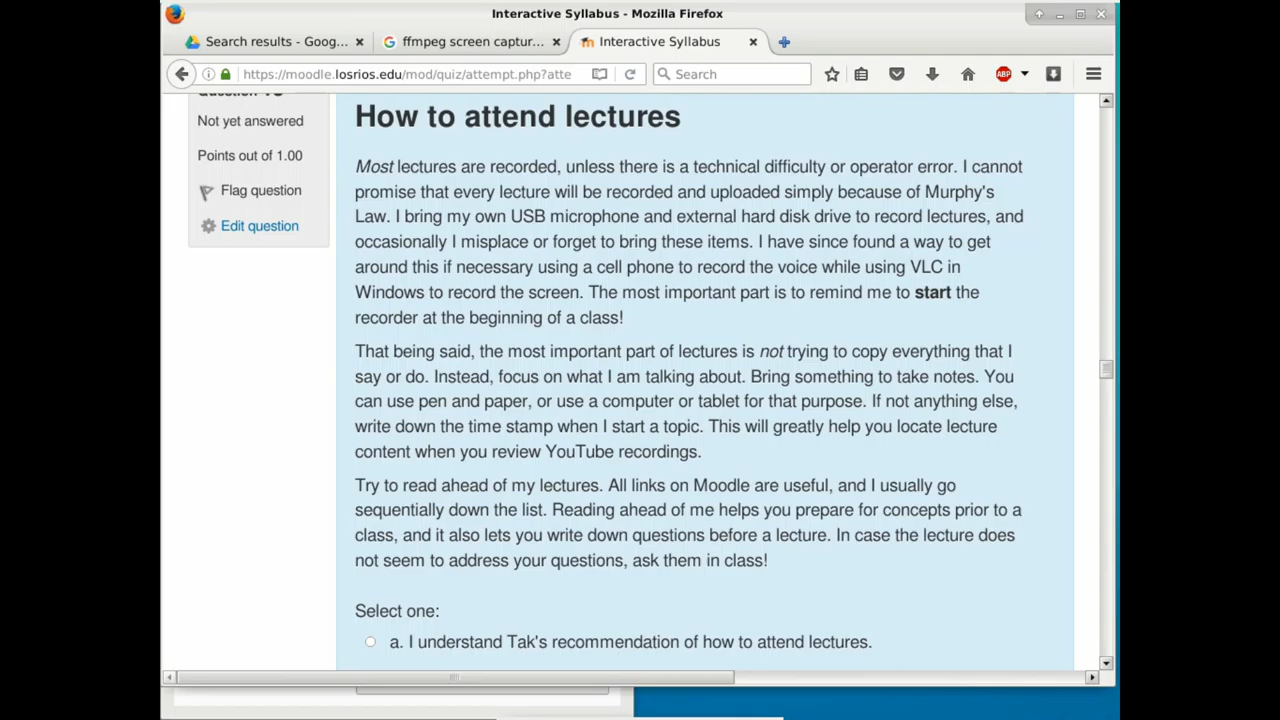 Interactive Syllabus - Mozilla Firefox
Search results - Goog...
ffmpeg screen captur...
Interactive Syllabus
https://moodle.losrios.edu/mod/quiz/attempt.php?atte
Search
ABP
Not yet answered
Points out of 1.00
Flag question
Edit question
How to attend lectures
Most lectures are recorded, unless there is a technical difficulty or operator error. I cannot
promise that every lecture will be recorded and uploaded simply because of Murphy's
Law. I bring my own USB microphone and external hard disk drive to record lectures, and
occasionally I misplace or forget to bring these items. I have since found a way to get
around this if necessary using a cell phone to record the voice while using VLC in
Windows to record the screen. The most important part is to remind me to start the
recorder at the beginning of a class!
That being said, the most important part of lectures is not trying to copy everything that I
say or do. Instead, focus on what I am talking about. Bring something to take notes. You
can use pen and paper, or use a computer or tablet for that purpose. If not anything else,
write down the time stamp when I start a topic. This will greatly help you locate lecture
content when you review YouTube recordings.
Try to read ahead of my lectures. All links on Moodle are useful, and I usually go
sequentially down the list. Reading ahead of me helps you prepare for concepts prior to a
class, and it also lets you write down questions before a lecture. In case the lecture does
not seem to address your questions, ask them in class!
Select one:
a. I understand Tak's recommendation of how to attend lectures.